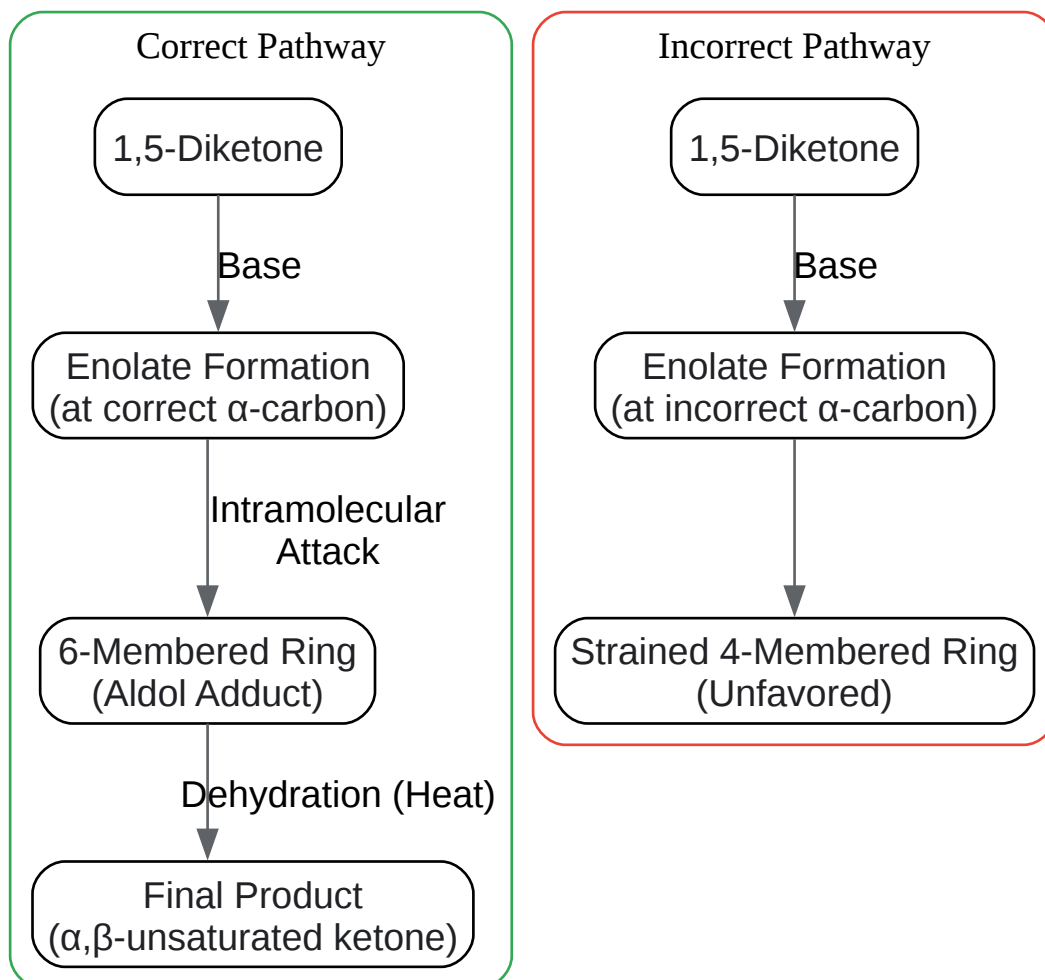 Correct Pathway
1,5-Diketone
Base
Enolate Formation
(at correct α-carbon)
Intramolecular
Attack
6-Membered Ring
(Aldol Adduct)
Dehydration (Heat)
Final Product
(α,β-unsaturated ketone)
Incorrect Pathway
1,5-Diketone
Base
Enolate Formation
(at incorrect α-carbon)
Strained 4-Membered Ring
(Unfavored)